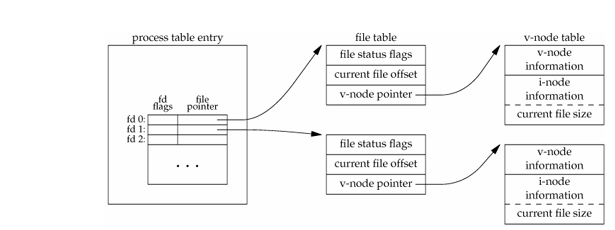 process table entry
fd
flags
file
pointer
fd 0:
fd 1:
fd 2:
. . .
file table
file status flags
current file offset
v-node pointer
file status flags
current file offset
v-node pointer
v-node table
v-node
information
i-node
information
current file size
v-node
information
i-node
information
current file size